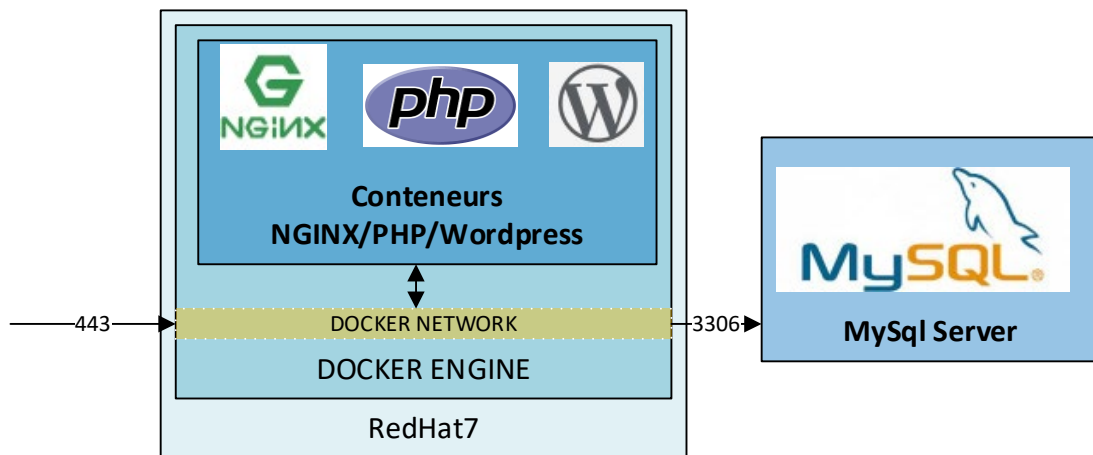 NGINX
php
W
Conteneurs
NGINX/PHP/Wordpress
443
DOCKER NETWORK
3306
DOCKER ENGINE
RedHat7
MySQL®
MySql Server